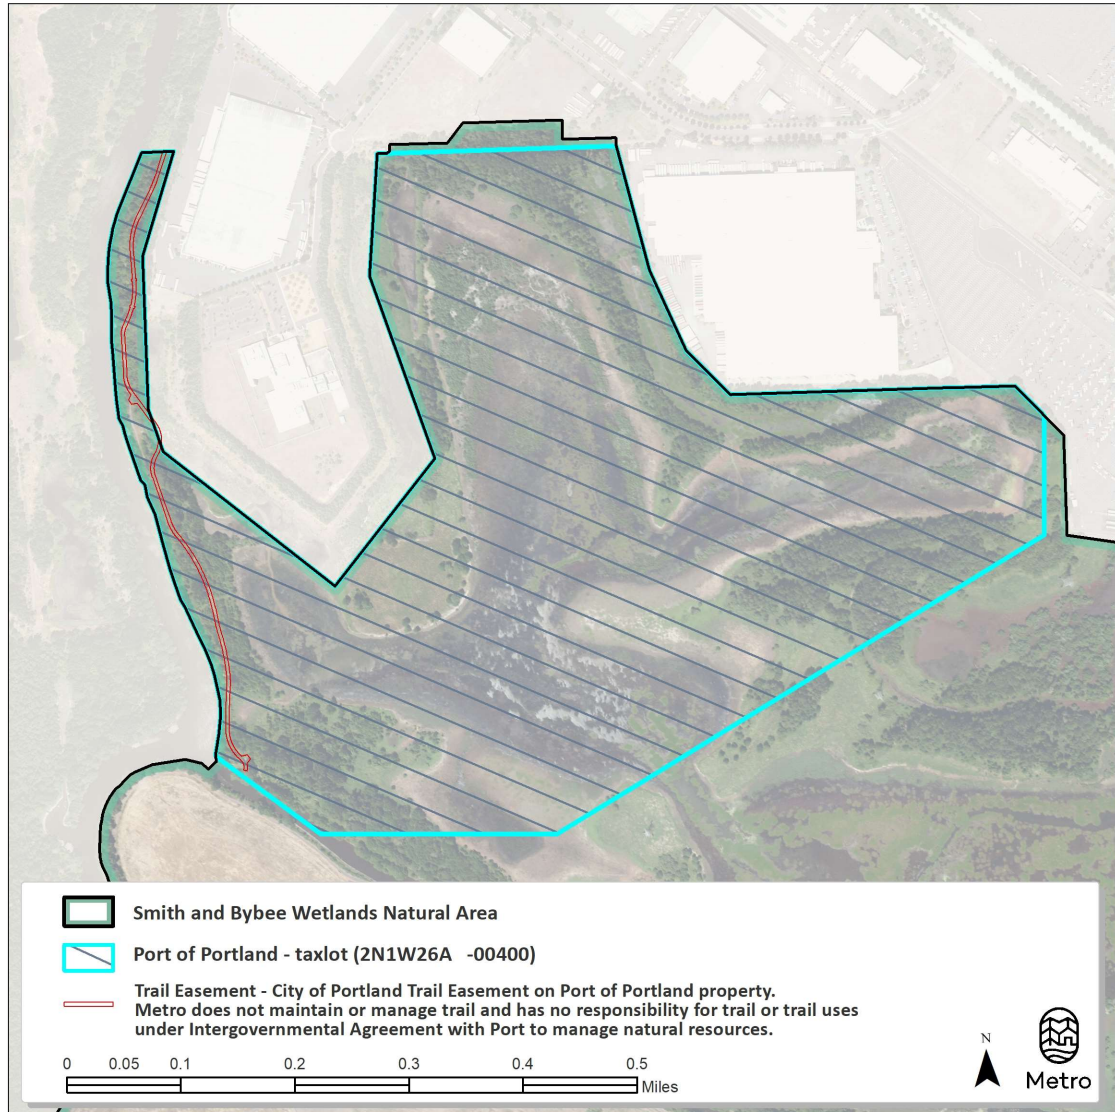 Smith and Bybee Wetlands Natural Area
Port of Portland - taxlot (2N1W26A   -00400)
Trail Easement - City of Portland Trail Easement on Port of Portland property.
Metro does not maintain or manage trail and has no responsibility for trail or trail uses
under Intergovernmental Agreement with Port to manage natural resources.
0 0.05 0.1 0.2 0.3 0.4 0.5
Miles
N
Metro